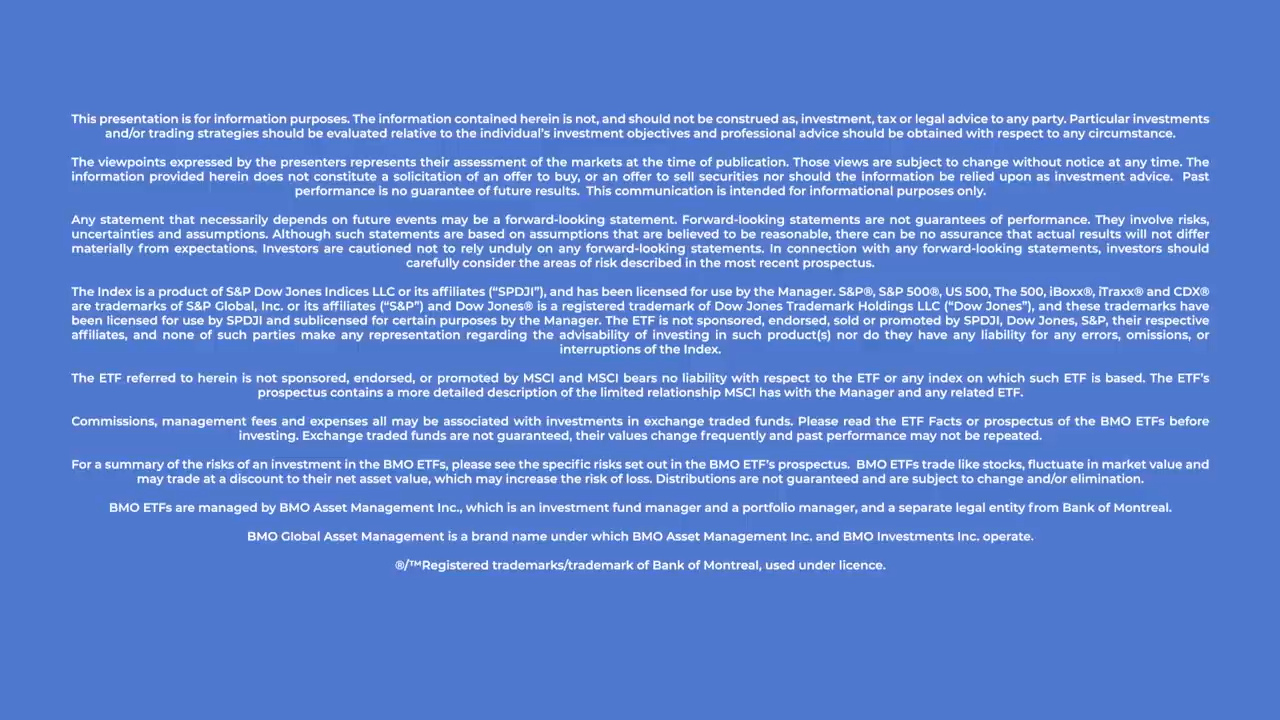 This presentation is for information purposes. The information contained herein is not, and should not be construed as, investment, tax or legal advice to any party. Particular investments
and/or trading strategies should be evaluated relative to the individual's investment objectives and professional advice should be obtained with respect to any circumstance.
The viewpoints expressed by the presenters represents their assessment of the markets at the time of publication. Those views are subject to change without notice at any time. The
information provided herein does not constitute a solicitation of an offer to buy, or an offer to sell securities nor should the information be relied upon as investment advice.  Past
performance is no guarantee of future results.  This communication is intended for informational purposes only.
Any statement that necessarily depends on future events may be a forward-looking statement. Forward-looking statements are not guarantees of performance. They involve risks,
uncertainties and assumptions. Although such statements are based on assumptions that are believed to be reasonable, there can be no assurance that actual results will not differ
materially from expectations. Investors are cautioned not to rely unduly on any forward-looking statements. In connection with any forward-looking statements, investors should
carefully consider the areas of risk described in the most recent prospectus.
The Index is a product of S&P Dow Jones Indices LLC or its affiliates (“SPDJI”), and has been licensed for use by the Manager. S&P®, S&P 500®, US 500, The 500, iBoxx®, iTraxx® and CDX®
are trademarks of S&P Global, Inc. or its affiliates (“S&P”) and Dow Jones® is a registered trademark of Dow Jones Trademark Holdings LLC (“Dow Jones”), and these trademarks have
been licensed for use by SPDJI and sublicensed for certain purposes by the Manager. The ETF is not sponsored, endorsed, sold or promoted by SPDJI, Dow Jones, S&P, their respective
affiliates, and none of such parties make any representation regarding the advisability of investing in such product(s) nor do they have any liability for any errors, omissions, or
interruptions of the Index.
The ETF referred to herein is not sponsored, endorsed, or promoted by MSCI and MSCI bears no liability with respect to the ETF or any index on which such ETF is based. The ETF's
prospectus contains a more detailed description of the limited relationship MSCI has with the Manager and any related ETF.
Commissions, management fees and expenses all may be associated with investments in exchange traded funds. Please read the ETF Facts or prospectus of the BMO ETFs before
investing. Exchange traded funds are not guaranteed, their values change frequently and past performance may not be repeated.
For a summary of the risks of an investment in the BMO ETFs, please see the specific risks set out in the BMO ETF's prospectus.  BMO ETFs trade like stocks, fluctuate in market value and
may trade at a discount to their net asset value, which may increase the risk of loss. Distributions are not guaranteed and are subject to change and/or elimination.
BMO ETFs are managed by BMO Asset Management Inc., which is an investment fund manager and a portfolio manager, and a separate legal entity from Bank of Montreal.
BMO Global Asset Management is a brand name under which BMO Asset Management Inc. and BMO Investments Inc. operate.
®/™Registered trademarks/trademark of Bank of Montreal, used under licence.